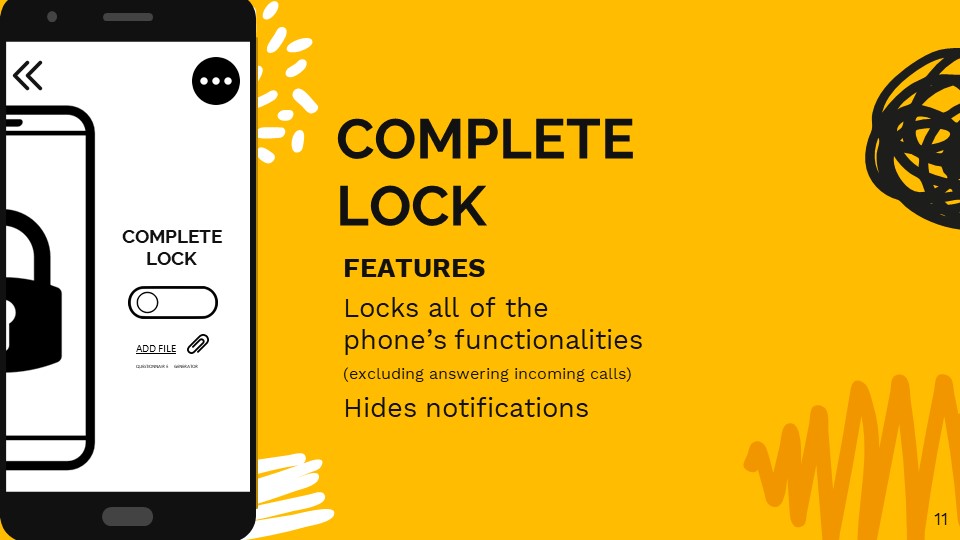 COMPLETE
LOCK
ADD FILE
COMPLETE
LOCK
FEATURES
Locks all of the
phone’s functionalities
(excluding answering incoming calls)
Hides notifications
11